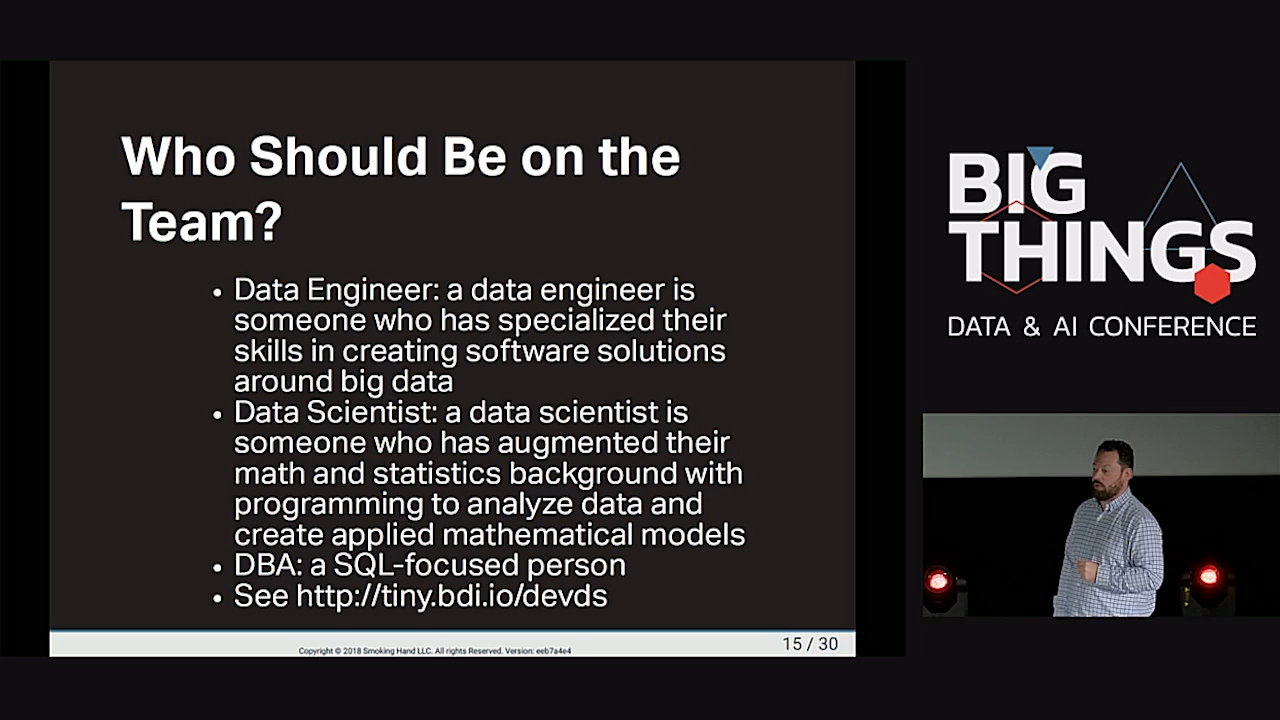 Who Should Be on the
Team?
• Data Engineer: a data engineer is
someone who has specialized their
skills in creating software solutions
around big data
• Data Scientist: a data scientist is
someone who has augmented their
math and statistics background with
programming to analyze data and
create applied mathematical models
• DBA: a SQL-focused person
• See http://tiny.bdi.io/devds
Copyright © 2018 Smoking Hand LLC. All rights Reserved. Version: eeb7a4e4
15 / 30
BIG
THINGS
DATA & AI CONFERENCE